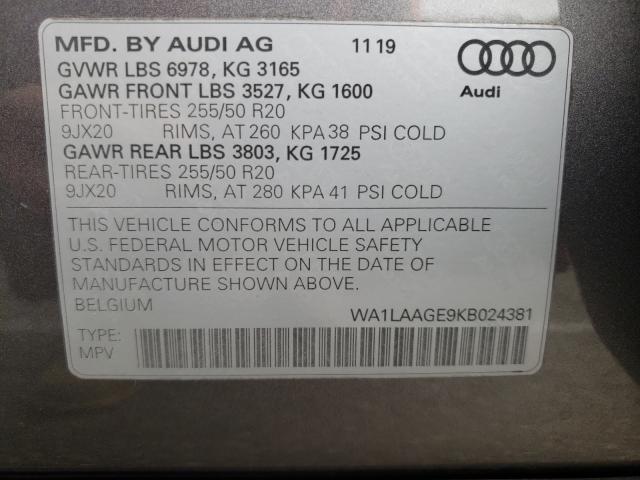 MFD. BY AUDI AG 11 19
GVWR LBS 6978, KG 3165
GAWR FRONT LBS 3527, KG 1600
FRONT-TIRES 255/50 R20
9JX20 RIMS, AT 260 KPA 38 PSI COLD
GAWR REAR LBS 3803, KG 1725
REAR-TIRES 255/50 R20
9JX20 RIMS, AT 280 KPA 41 PSI COLD
Audi
THIS VEHICLE CONFORMS TO ALL APPLICABLE
U.S. FEDERAL MOTOR VEHICLE SAFETY
STANDARDS IN EFFECT ON THE DATE OF
MANUFACTURE SHOWN ABOVE.
BELGIUM WA1LAAGE9KB024381
TYPE:
MPV